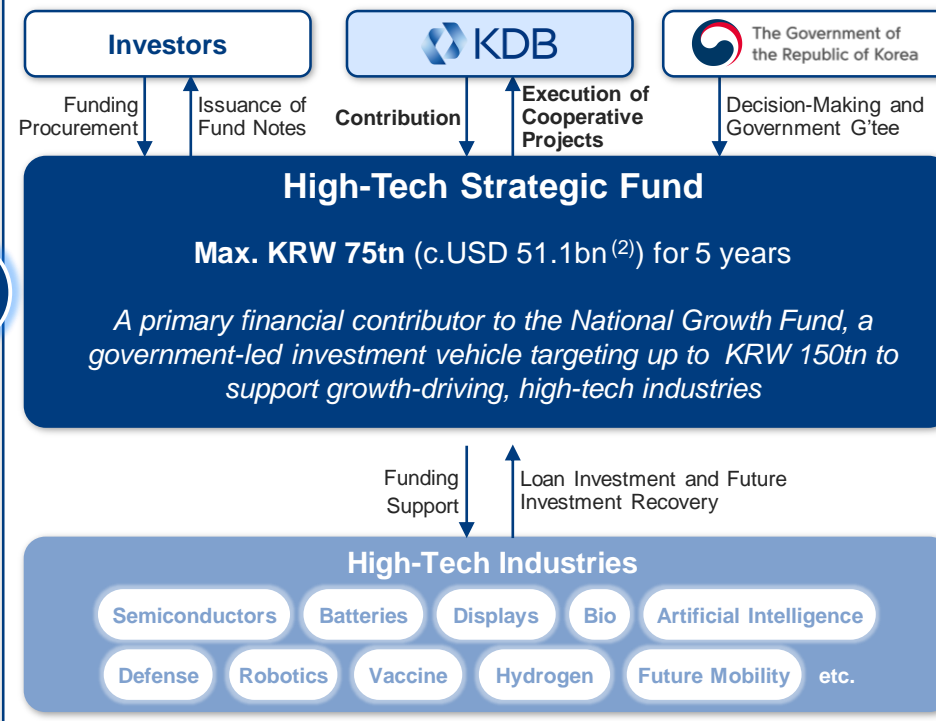 Investors
KDB
The Government of
the Republic of Korea
Funding
Procurement
Issuance of
Fund Notes
Contribution
Execution of
Cooperative
Projects
Decision-Making and
Government G'tee
High-Tech Strategic Fund
Max. KRW 75tn (c.USD 51.1bn(2)) for 5 years
A primary financial contributor to the National Growth Fund, a
government-led investment vehicle targeting up to KRW 150tn to
support growth-driving, high-tech industries
Funding
Support
Loan Investment and Future
Investment Recovery
High-Tech Industries
Semiconductors Batteries Displays Bio Artificial Intelligence
Defense Robotics Vaccine Hydrogen Future Mobility etc.